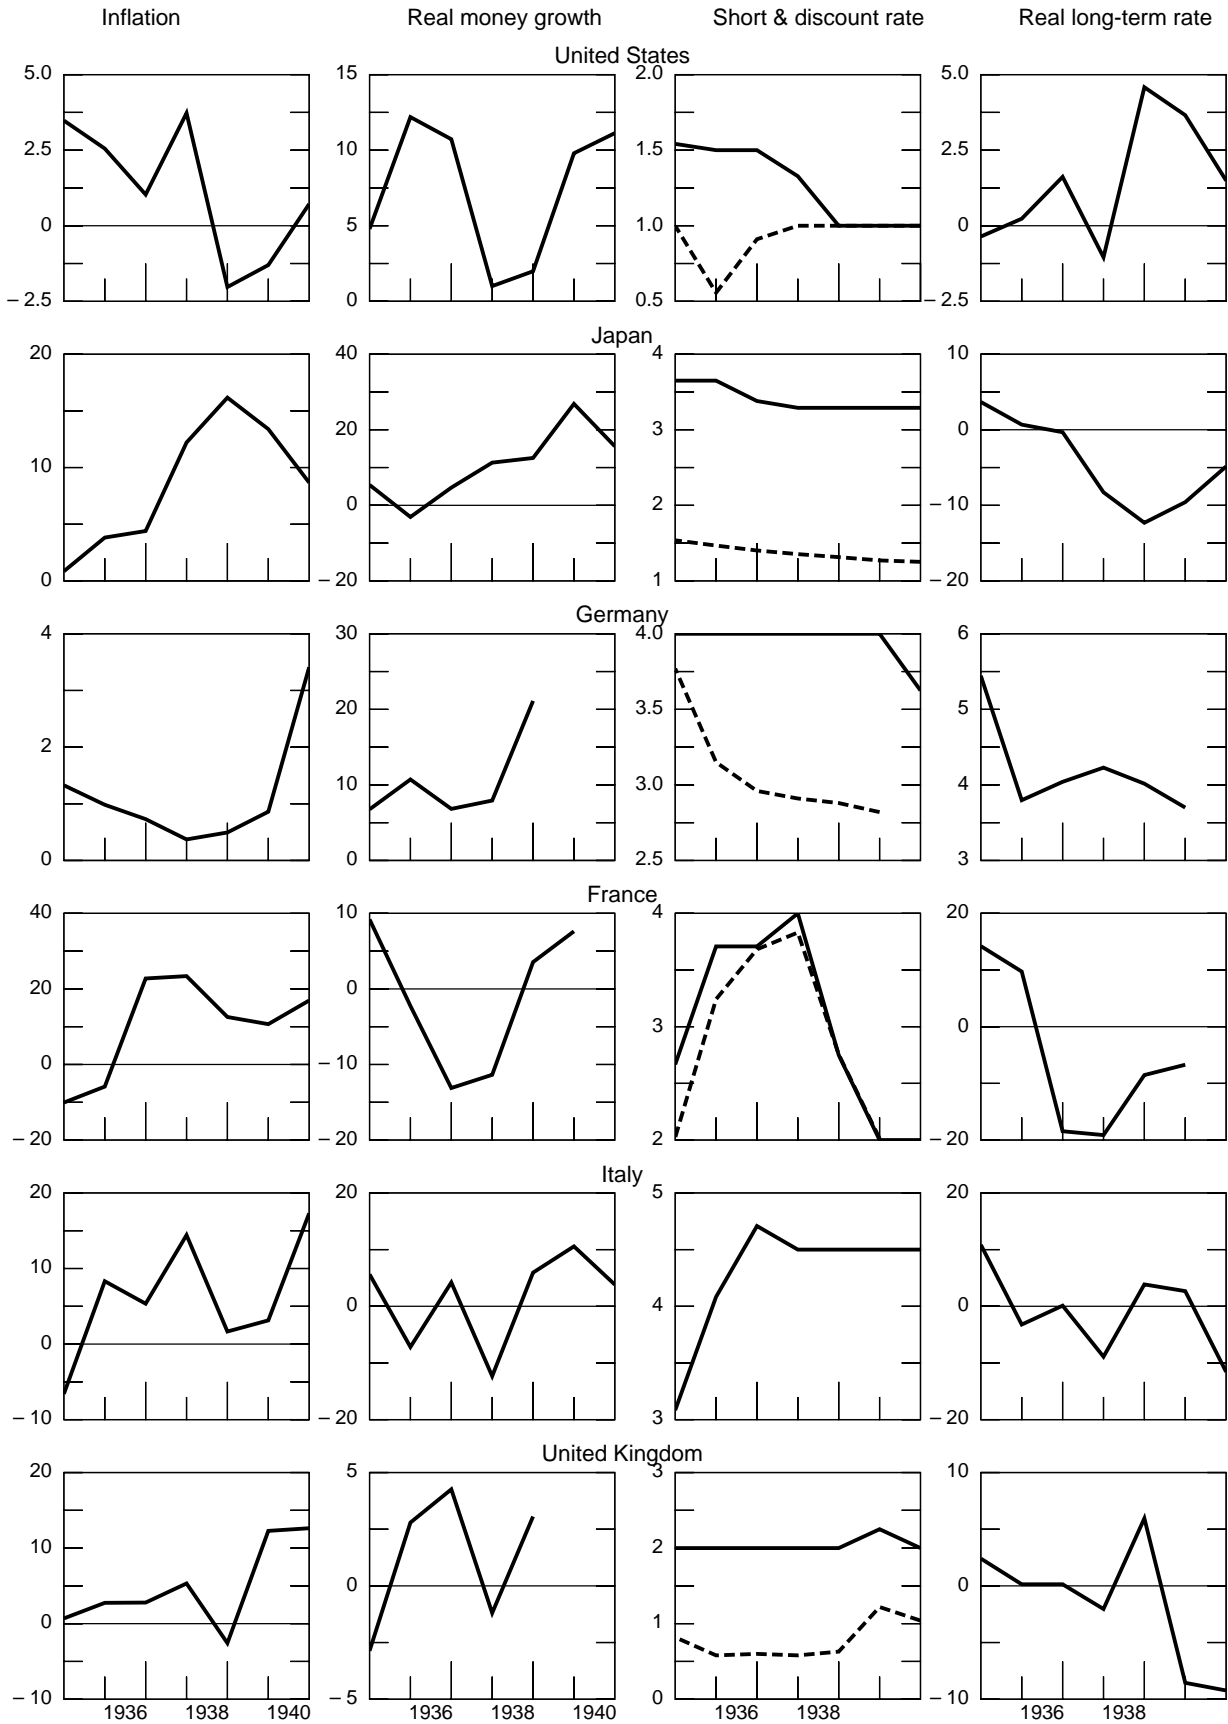 Inflation Real money growth Short & discount rate Real long-term rate
United States
5.0 15 2.0 5.0
2.5 10 1.5 2.5
0 5 1.0 0
– 2.5 0 0.5 – 2.5
Japan
20 40 4 10
20 3 0
10
0 2 – 10
0 – 20 1 – 20
Germany
4 30 4.0 6
20 3.5 5
2
10 3.0 4
0 0 2.5 3
France
40 10 4 20
20 0
3 0
0 – 10
– 20 – 20 2 – 20
Italy
20 20 5 20
10
0 4 0
0
– 10 – 20 3 – 20
United Kingdom
20 5 3 10
10 2
0 0
0 1
– 10 – 5 0 – 10
1936 1938 1940 1936 1938 1940 1936 1938 1936 1938